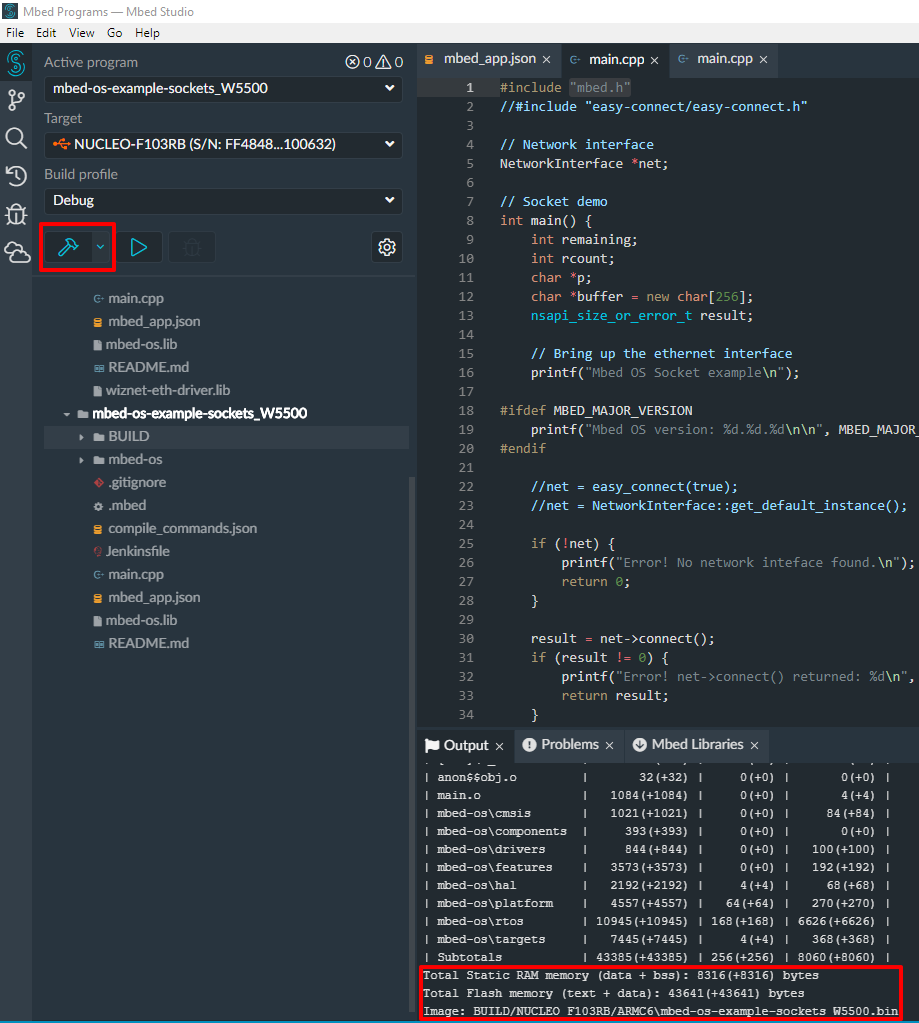 Mbed Programs — Mbed Studio
File Edit View Go Help
Active program 0 0
mbed-os-example-sockets_W5500
Target
NUCLEO-F103RB (S/N: FF4848...100632)
Build profile
Debug
main.cpp
mbed_app.json
mbed-os.lib
README.md
wiznet-eth-driver.lib
mbed-os-example-sockets_W5500
BUILD
mbed-os
.gitignore
.mbed
compile_commands.json
Jenkinsfile
main.cpp
mbed_app.json
mbed-os.lib
README.md
mbed_app.json × main.cpp × main.cpp ×
1 #include "mbed.h"
2 //#include "easy-connect/easy-connect.h"
3
4 // Network interface
5 NetworkInterface *net;
6
7 // Socket demo
8 int main() {
9 int remaining;
10 int rcount;
11 char *p;
12 char *buffer = new char[256];
13 nsapi_size_or_error_t result;
14
15 // Bring up the ethernet interface
16 printf("Mbed OS Socket example\n");
17
18 #ifdef MBED_MAJOR_VERSION
19 printf("Mbed OS version: %d.%d.%d\n\n", MBED_MAJOR_
20 #endif
21
22 //net = easy_connect(true);
23 //net = NetworkInterface::get_default_instance();
24
25 if (!net) {
26 printf("Error! No network inteface found.\n");
27 return 0;
28 }
29
30 result = net->connect();
31 if (result != 0) {
32 printf("Error! net->connect() returned: %d\n",
33 return result;
34 }
Output × Problems × Mbed Libraries ×
| anon$$obj.o | 32(+32) | 0(+0) | 0(+0) |
| main.o | 1084(+1084) | 0(+0) | 4(+4) |
| mbed-os\cmsis | 1021(+1021) | 0(+0) | 84(+84) |
| mbed-os\components | 393(+393) | 0(+0) | 0(+0) |
| mbed-os\drivers | 844(+844) | 0(+0) | 100(+100) |
| mbed-os\features | 3573(+3573) | 0(+0) | 192(+192) |
| mbed-os\hal | 2192(+2192) | 4(+4) | 68(+68) |
| mbed-os\platform | 4557(+4557) | 64(+64) | 270(+270) |
| mbed-os\rtos | 10945(+10945) | 168(+168) | 6626(+6626) |
| mbed-os\targets | 7445(+7445) | 4(+4) | 368(+368) |
| Subtotals | 43385(+43385) | 256(+256) | 8060(+8060) |
Total Static RAM memory (data + bss): 8316(+8316) bytes
Total Flash memory (text + data): 43641(+43641) bytes
Image: BUILD/NUCLEO_F103RB/ARMC6\mbed-os-example-sockets_W5500.bin